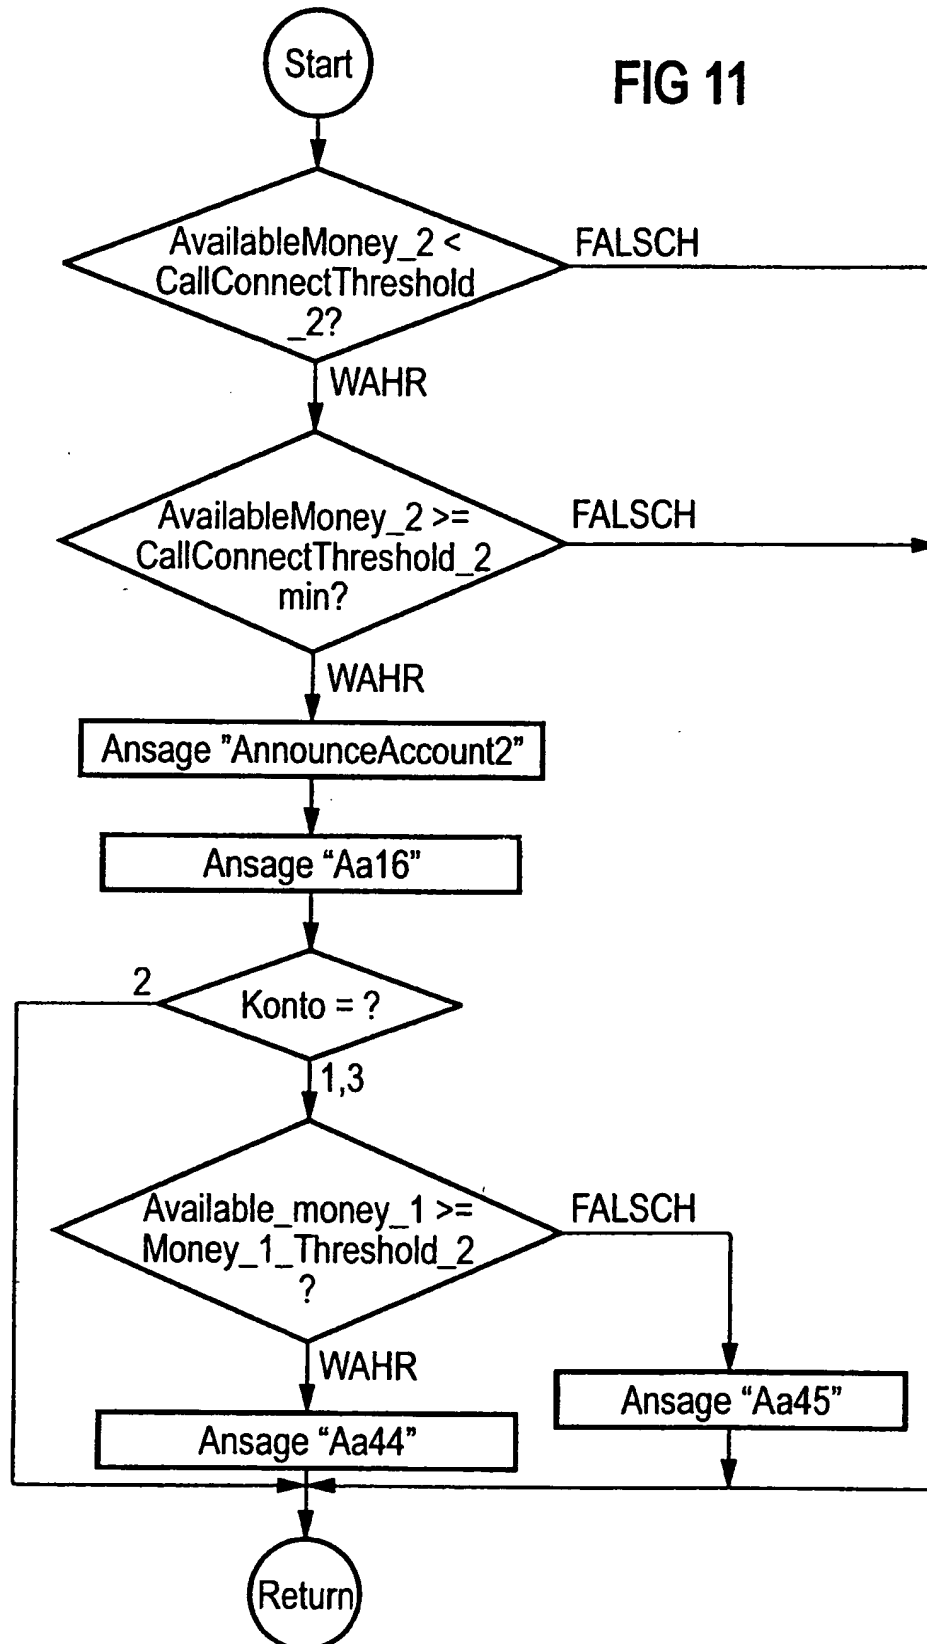 Start
FIG 11
AvailableMoney_2 <
CallConnectThreshold
_2?
FALSCH
WAHR
AvailableMoney_2 >=
CallConnectThreshold_2
min?
FALSCH
WAHR
Ansage "AnnounceAccount2"
Ansage “Aa16”
2
Konto = ?
1,3
Available_money_1 >=
Money_1_Threshold_2
?
FALSCH
WAHR
Ansage “Aa45”
Ansage “Aa44”
Return